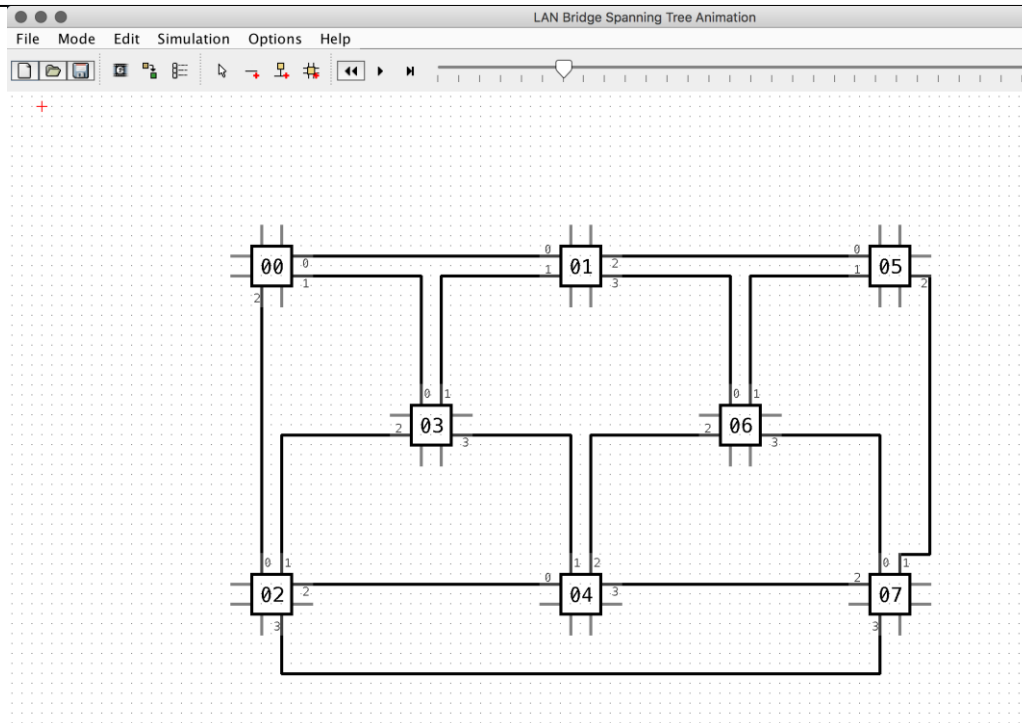 LAN Bridge Spanning Tree Animation
File Mode Edit Simulation Options Help
0 0 2 0
00 01 05
1 1 3 1 2
2
0 1 0 1
03 06
2 3 2 3
0 1 1 2 0 1
0 2
02 2 04 3 07
3 3